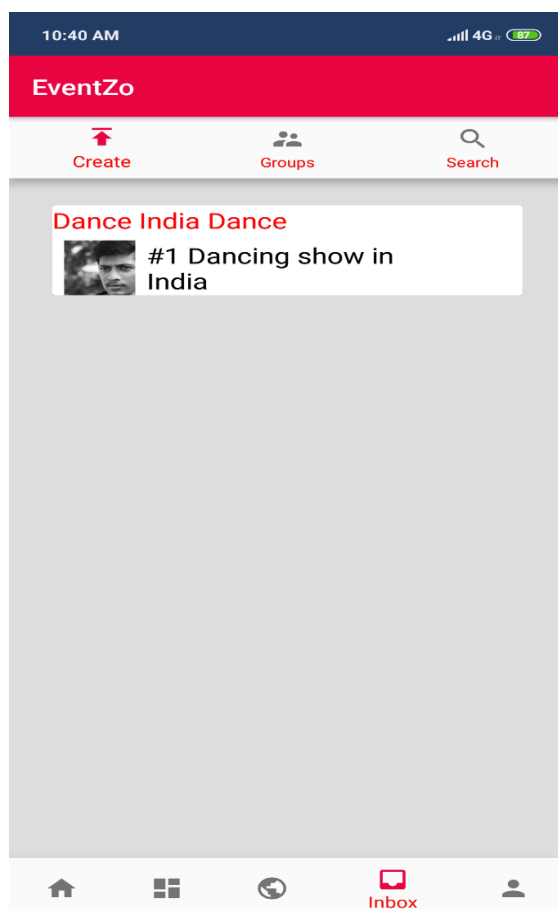 10:40 AM 4G 87
EventZo
Create Groups Search
Dance India Dance
#1 Dancing show in
India
Inbox